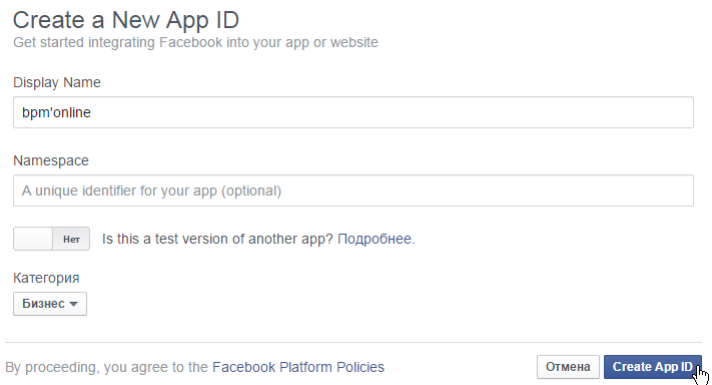 Create a New App ID
Get started integrating Facebook into your app or website
Display Name
bpm'online
Namespace
A unique identifier for your app (optional)
Нет Is this a test version of another app? Подробнее.
Категория
Бизнес
By proceeding, you agree to the Facebook Platform Policies Отмена Create App ID